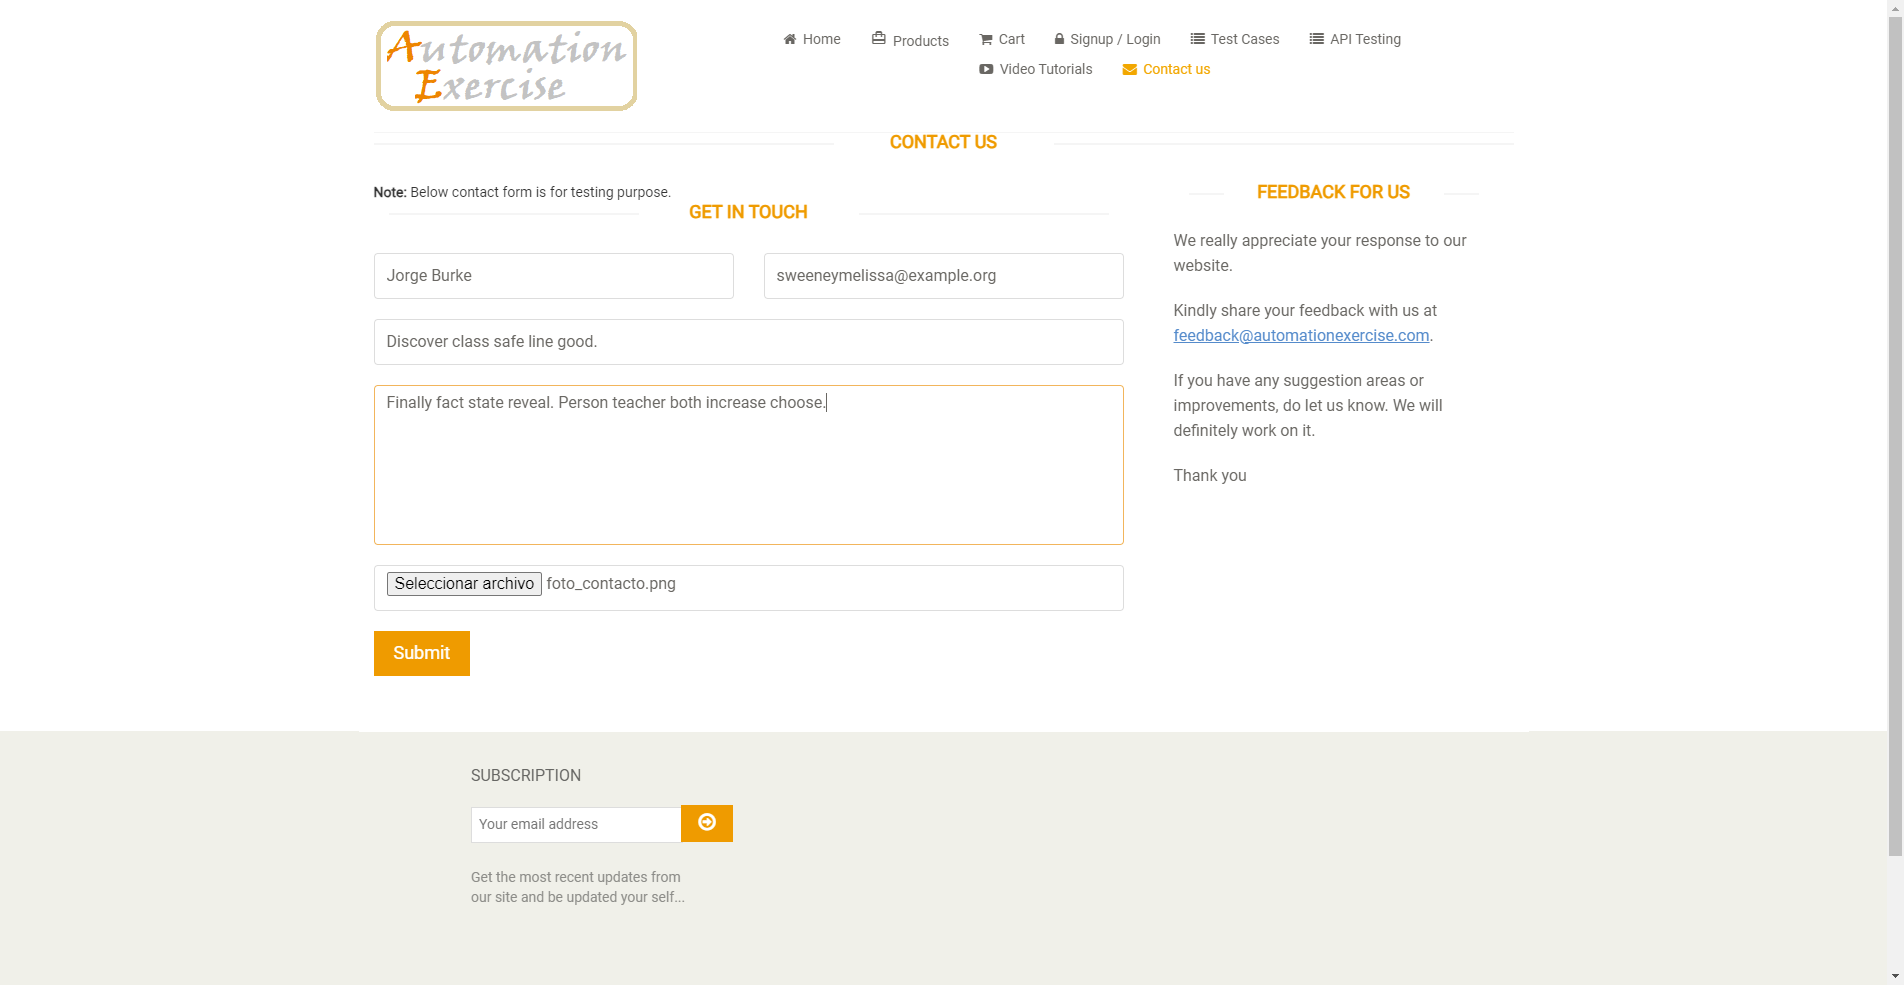 Automation
Exercise
Home Products Cart Signup / Login Test Cases API Testing
Video Tutorials Contact us
CONTACT US
Note: Below contact form is for testing purpose.
GET IN TOUCH
Jorge Burke
sweeneymelissa@example.org
Discover class safe line good.
Finally fact state reveal. Person teacher both increase choose.
Seleccionar archivo foto_contacto.png
Submit
FEEDBACK FOR US
We really appreciate your response to our
website.
Kindly share your feedback with us at
feedback@automationexercise.com.
If you have any suggestion areas or
improvements, do let us know. We will
definitely work on it.
Thank you
SUBSCRIPTION
Your email address
Get the most recent updates from
our site and be updated your self...